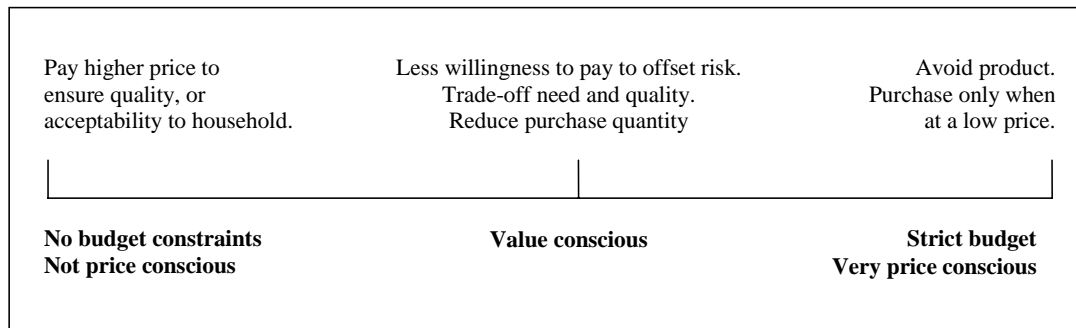 Pay higher price to
ensure quality, or
acceptability to household.
Less willingness to pay to offset risk.
Trade-off need and quality.
Reduce purchase quantity
Avoid product.
Purchase only when
at a low price.
No budget constraints
Not price conscious
Value conscious
Strict budget
Very price conscious